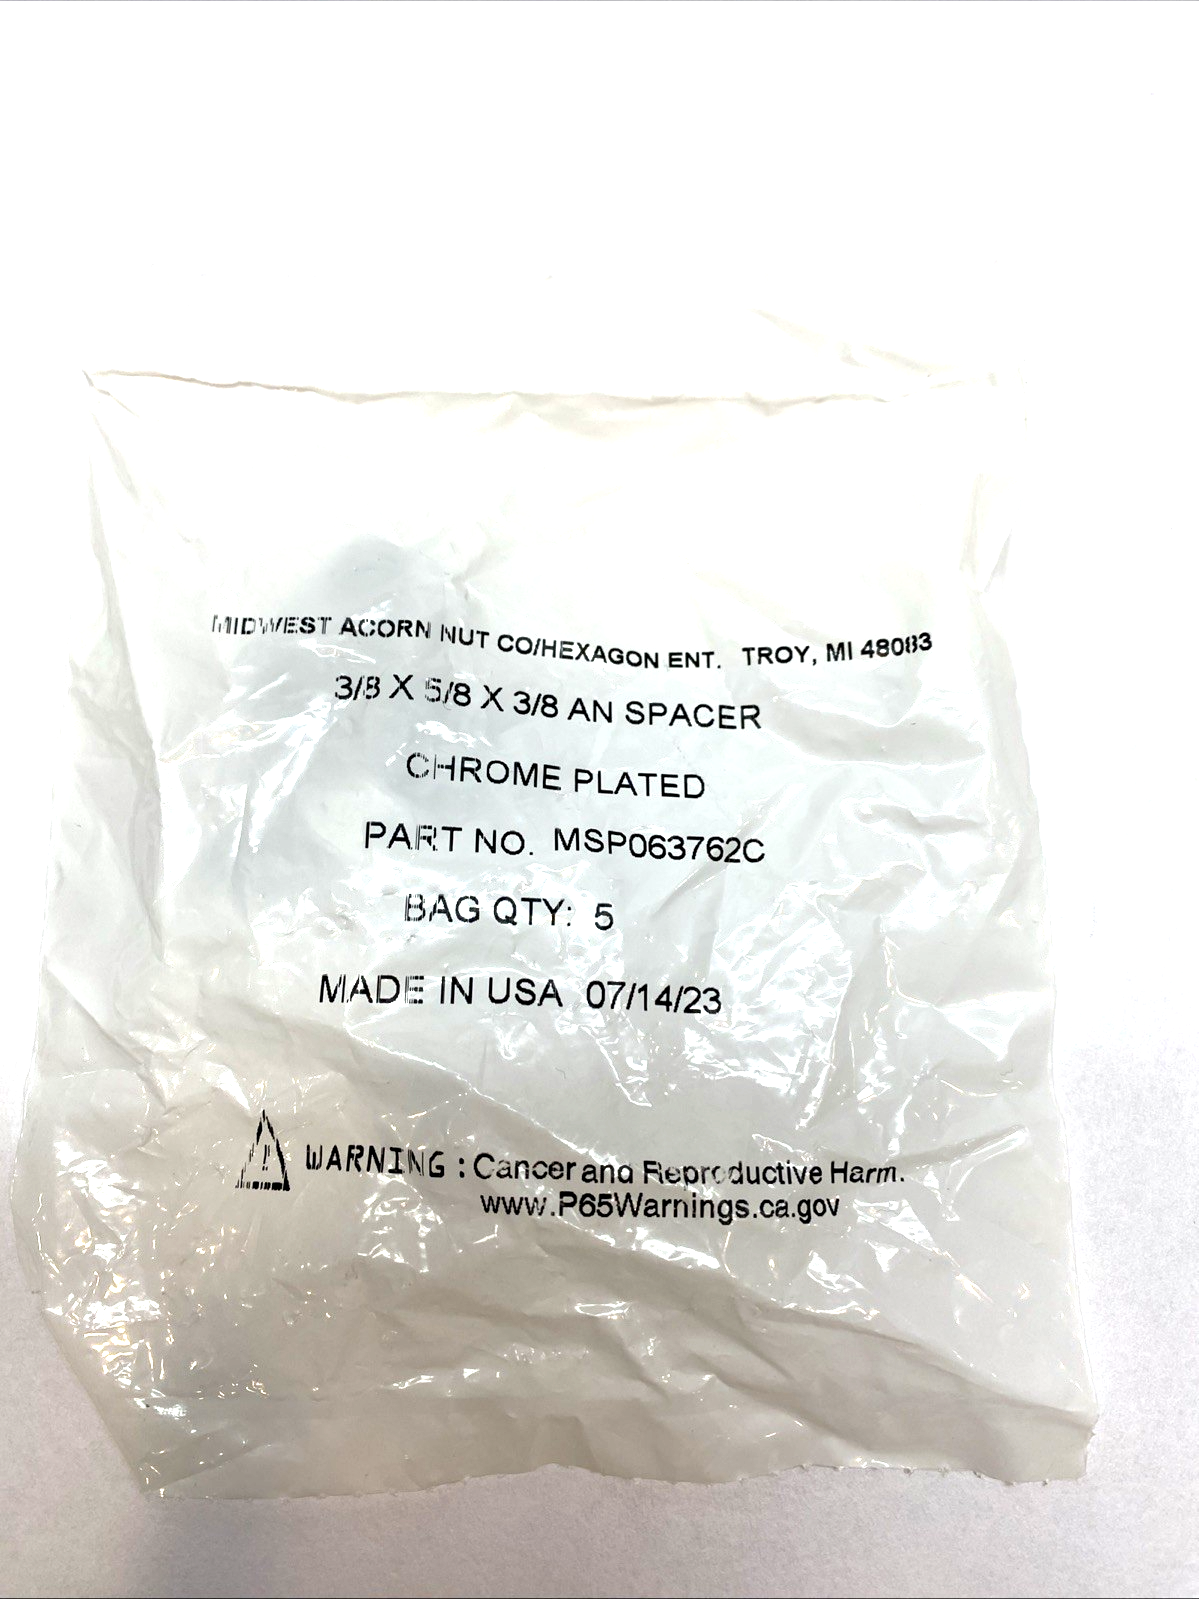 MIDWEST ACORN NUT CO/HEXAGON ENT. TROY, MI 48083
3/8 X 5/8 X 3/8 AN SPACER
CHROME PLATED
PART NO. MSP063762C
BAG QTY: 5
MADE IN USA 07/14/23
WARNING : Cancer and Reproductive Harm.
www.P65Warnings.ca.gov